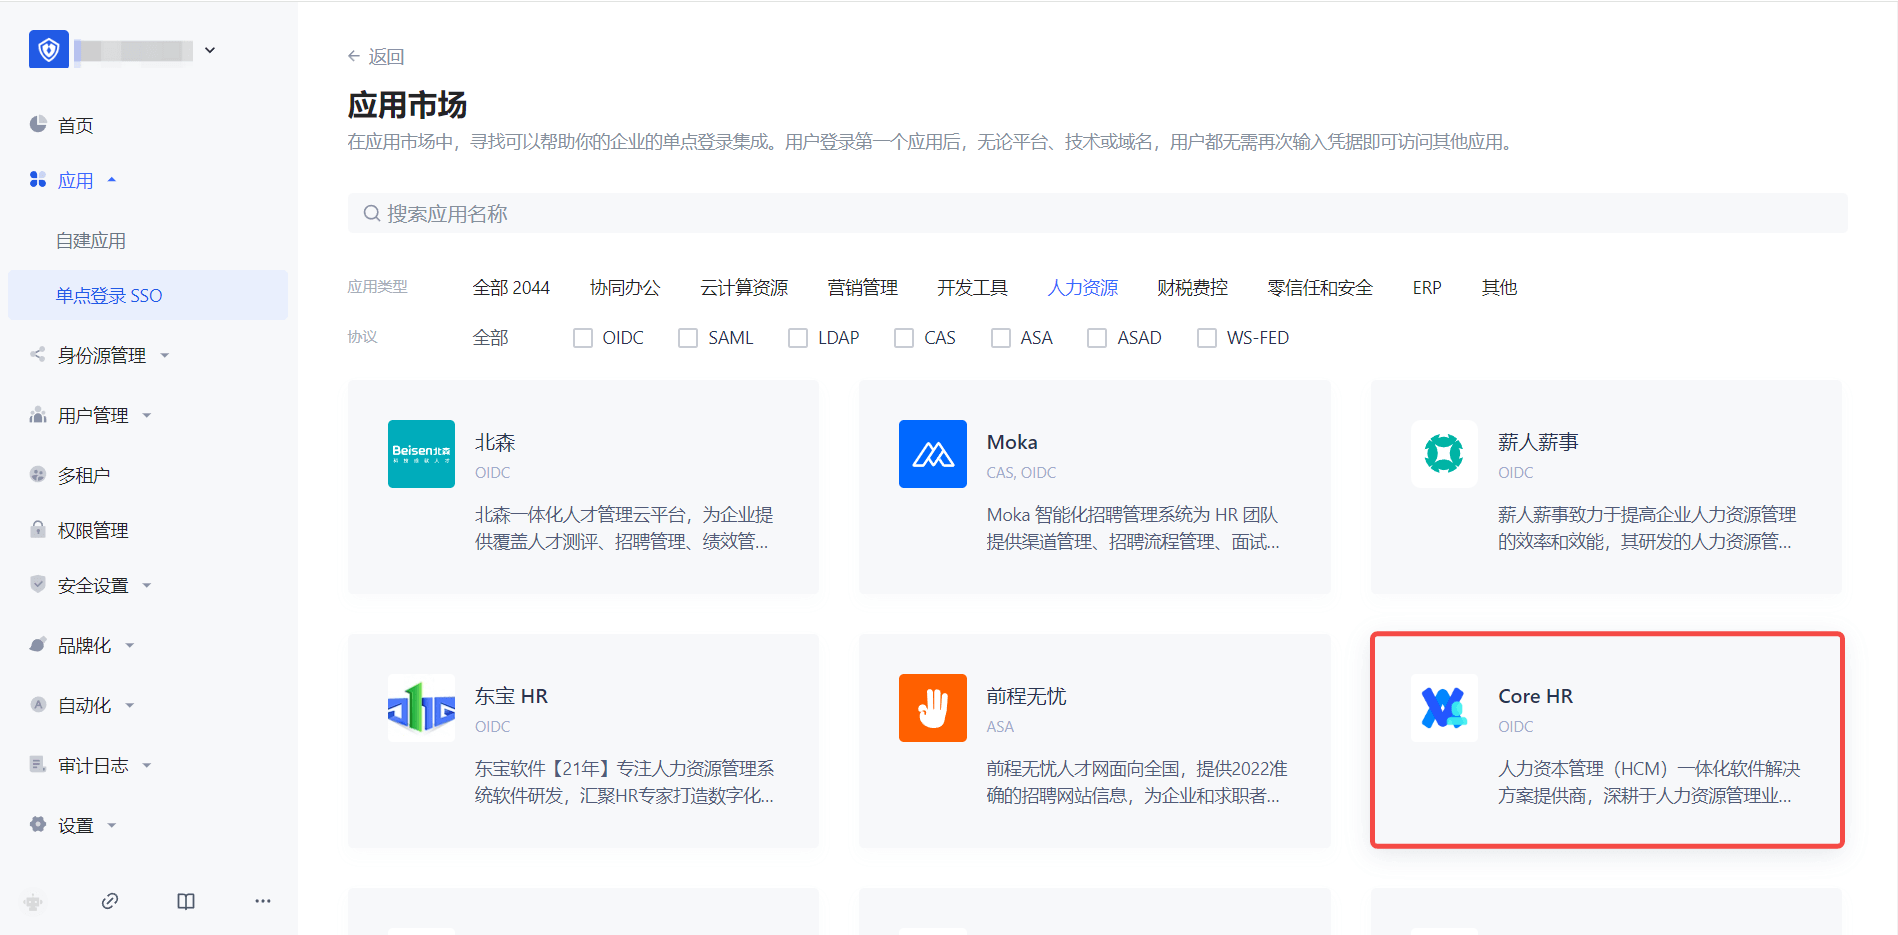 首页
应用
自建应用
单点登录 SSO
身份源管理
用户管理
多租户
权限管理
安全设置
品牌化
自动化
审计日志
设置
返回
应用市场
在应用市场中，寻找可以帮助你的企业的单点登录集成。用户登录第一个应用后，无论平台、技术或域名，用户都无需再次输入凭据即可访问其他应用。
搜索应用名称
应用类型 全部 2044 协同办公 云计算资源 营销管理 开发工具 人力资源 财税费控 零信任和安全 ERP 其他
协议 全部 OIDC SAML LDAP CAS ASA ASAD WS-FED
Beisen北森
科技成就人才
北森
OIDC
北森一体化人才管理云平台，为企业提
供覆盖人才测评、招聘管理、绩效管...
Moka
CAS, OIDC
Moka 智能化招聘管理系统为 HR 团队
提供渠道管理、招聘流程管理、面试...
薪人薪事
OIDC
薪人薪事致力于提高企业人力资源管理
的效率和效能，其研发的人力资源管...
东宝 HR
OIDC
东宝软件【21年】专注人力资源管理系
统软件研发，汇聚HR专家打造数字化...
前程无忧
ASA
前程无忧人才网面向全国，提供2022准
确的招聘网站信息，为企业和求职者...
Core HR
OIDC
人力资本管理（HCM）一体化软件解决
方案提供商，深耕于人力资源管理业...